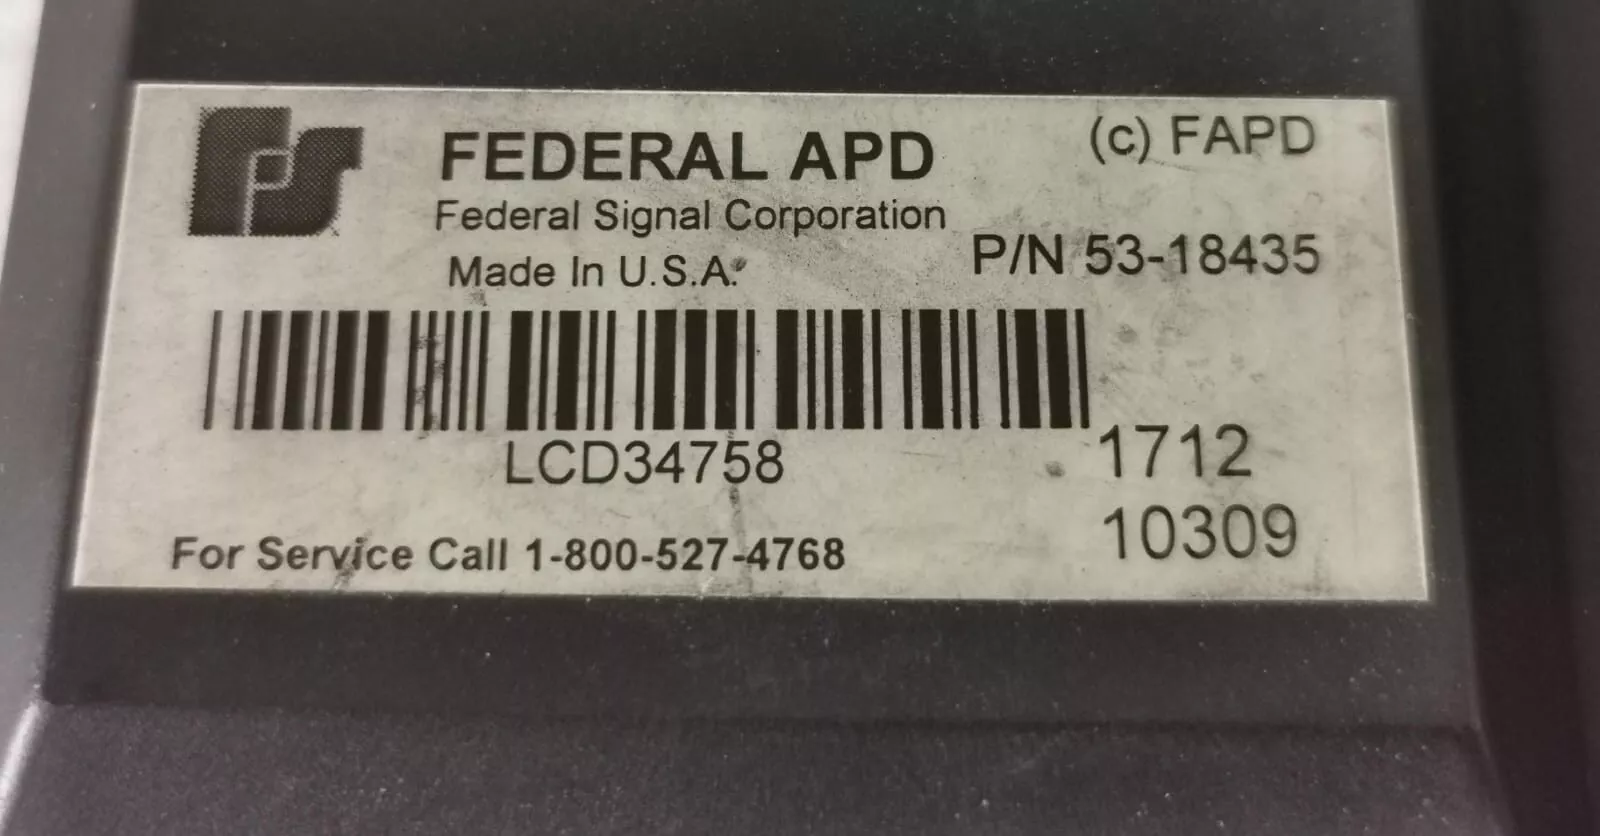 FS
FEDERAL APD
(c) FAPD
Federal Signal Corporation
P/N 53-18435
Made In U.S.A.
LCD34758
1712
10309
For Service Call 1-800-527-4768